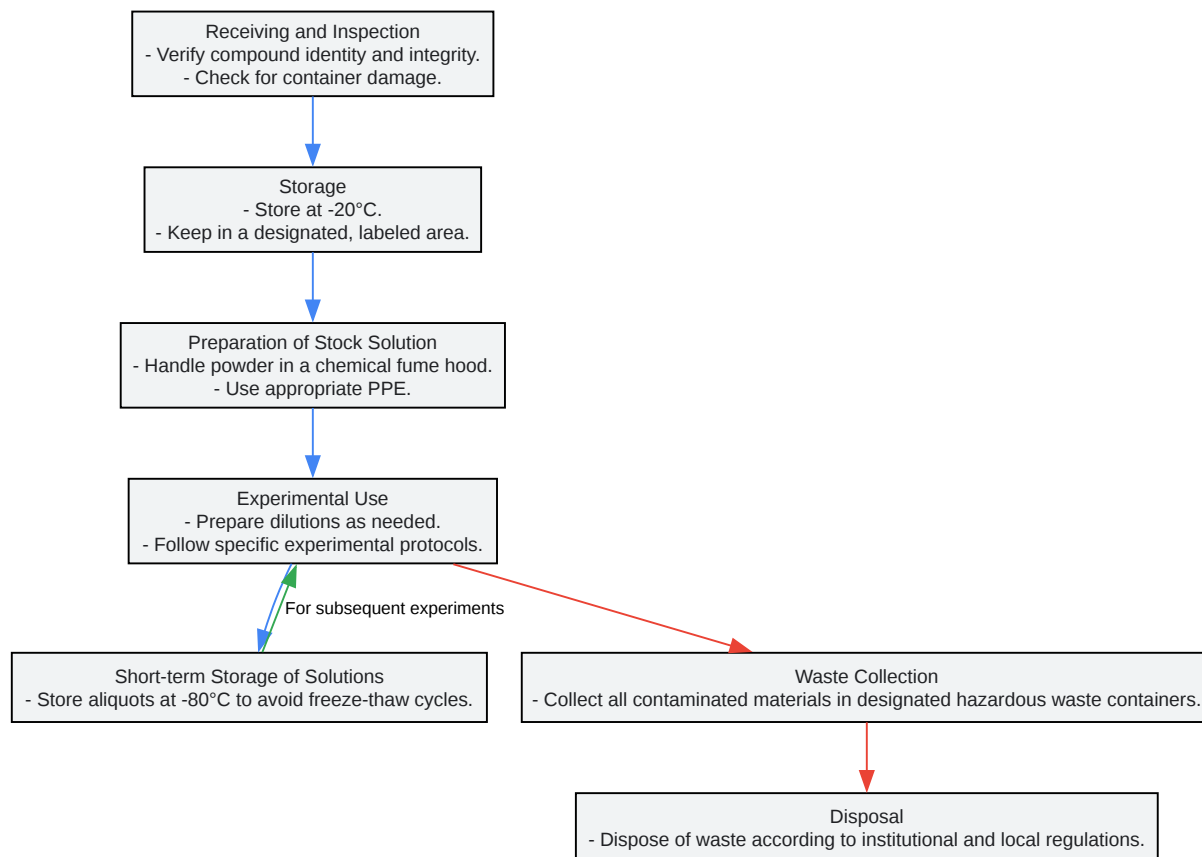 Receiving and Inspection
- Verify compound identity and integrity.
- Check for container damage.
Storage
- Store at -20°C.
- Keep in a designated, labeled area.
Preparation of Stock Solution
- Handle powder in a chemical fume hood.
- Use appropriate PPE.
Experimental Use
- Prepare dilutions as needed.
- Follow specific experimental protocols.
For subsequent experiments
Short-term Storage of Solutions
- Store aliquots at -80°C to avoid freeze-thaw cycles.
Waste Collection
- Collect all contaminated materials in designated hazardous waste containers.
Disposal
- Dispose of waste according to institutional and local regulations.